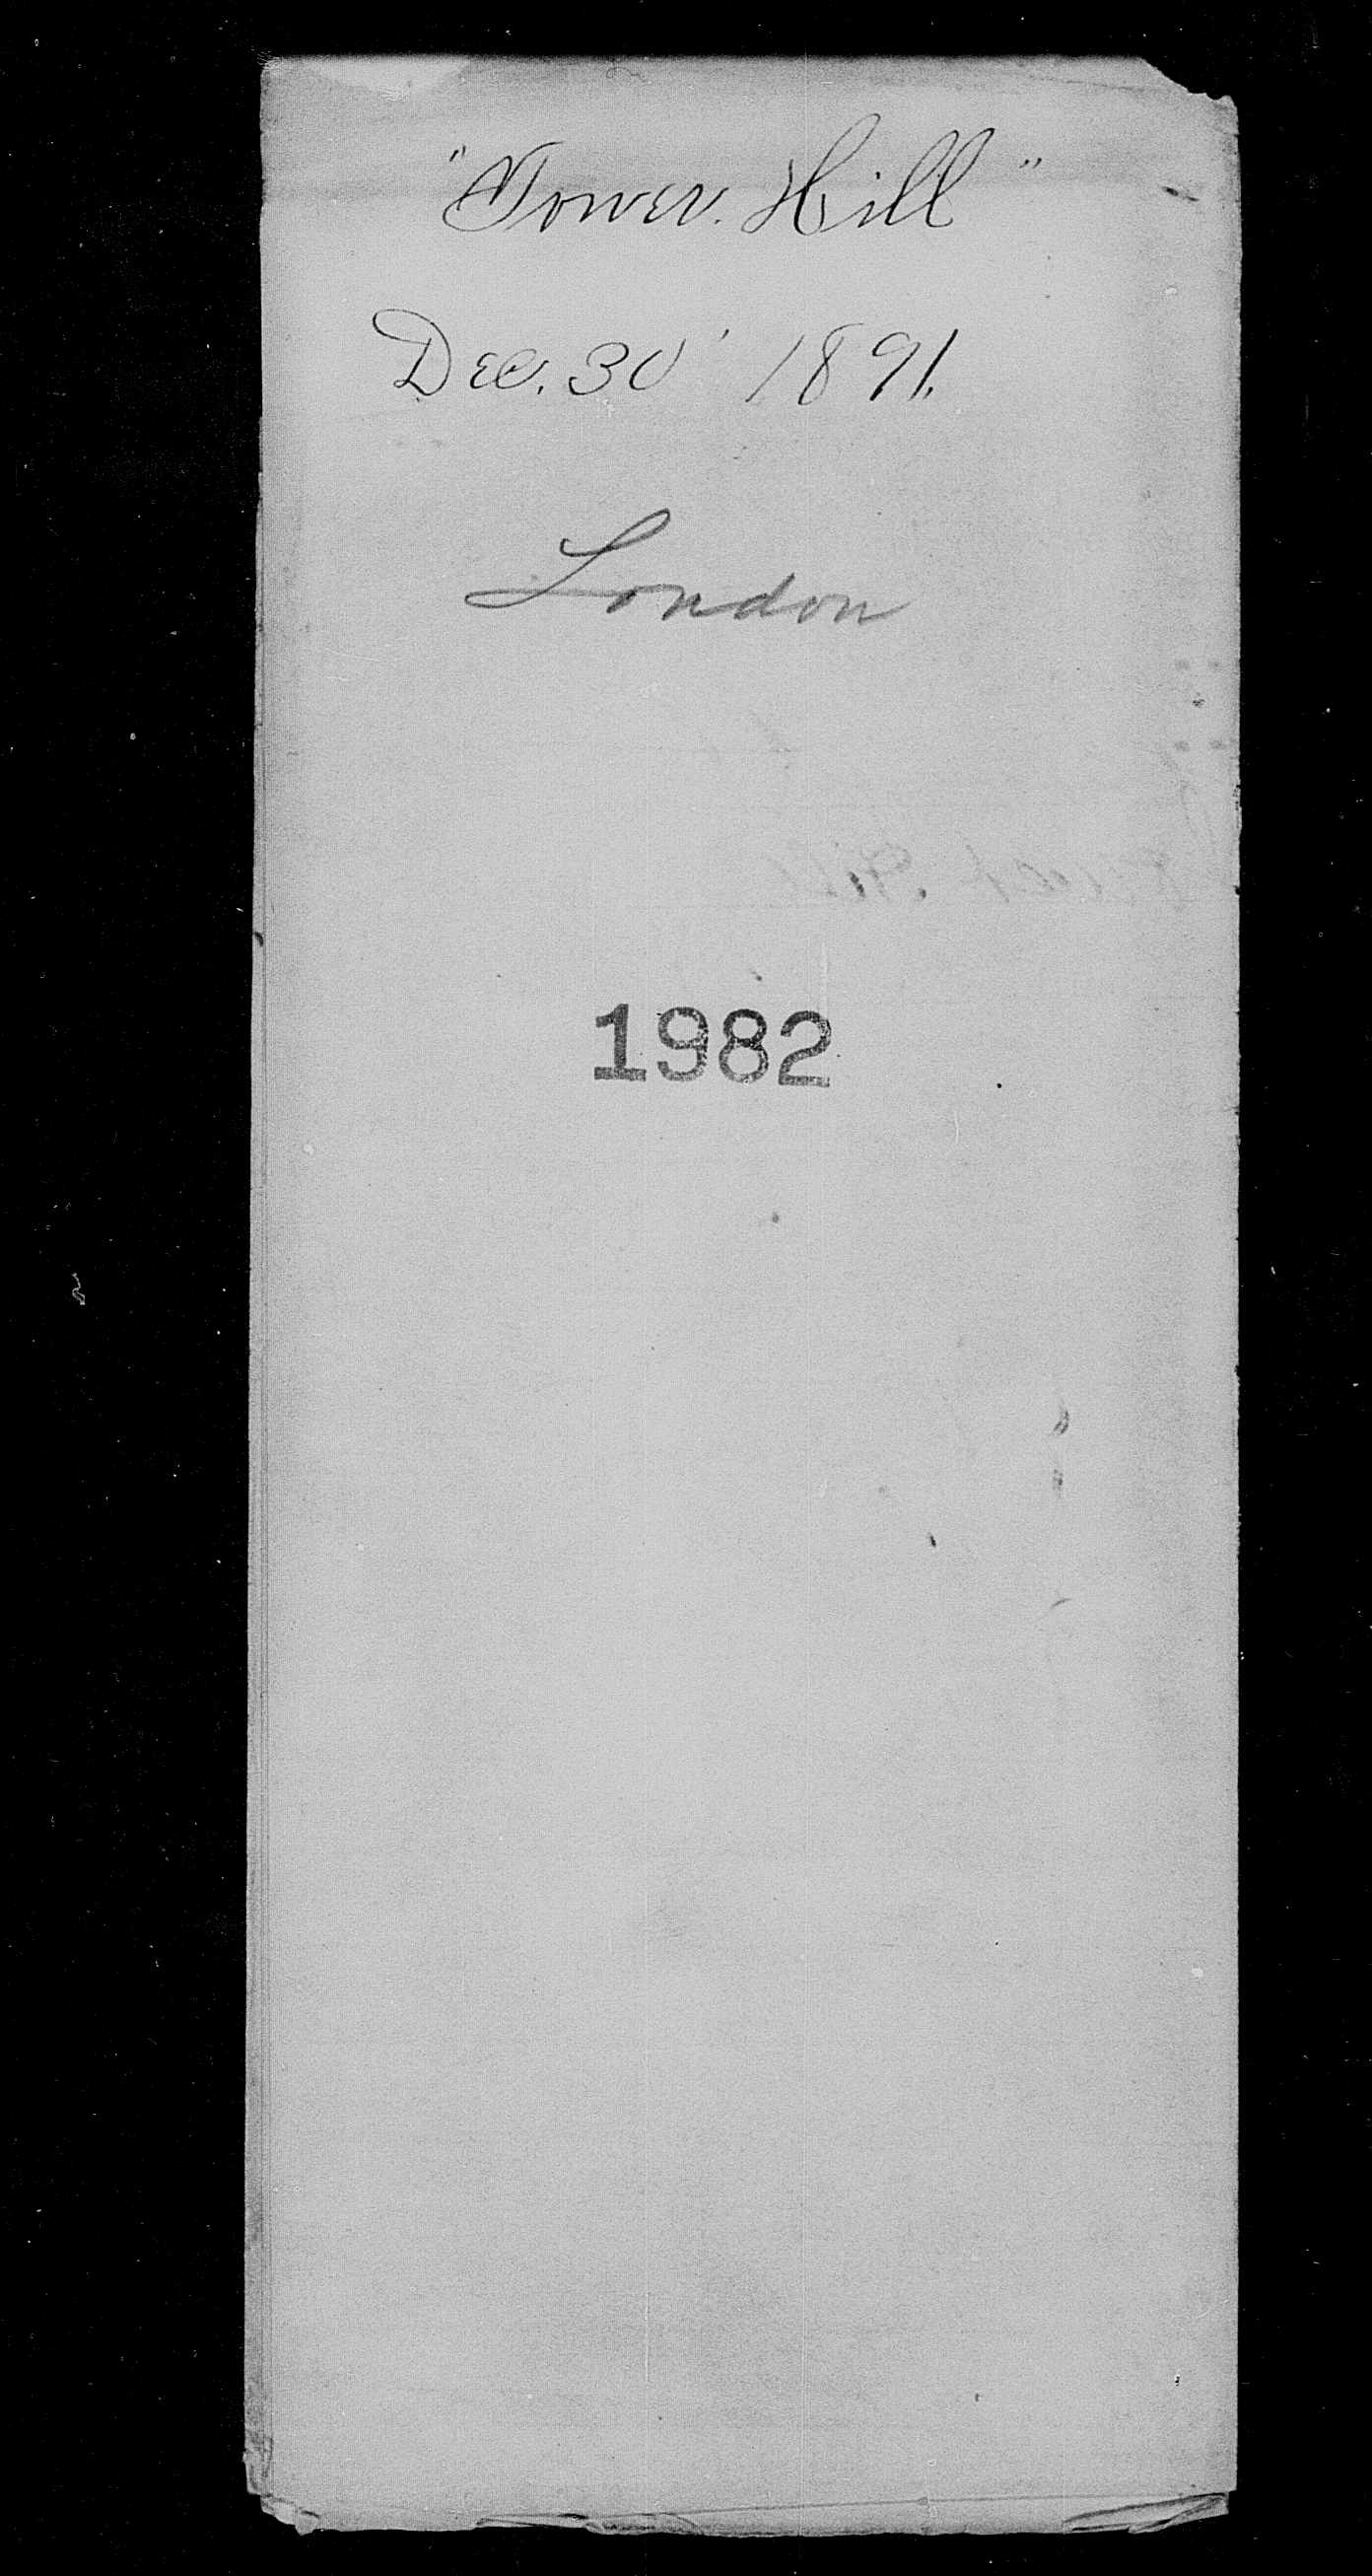 "Tower. Hill"
Dec. 30' 1891.
London
1982